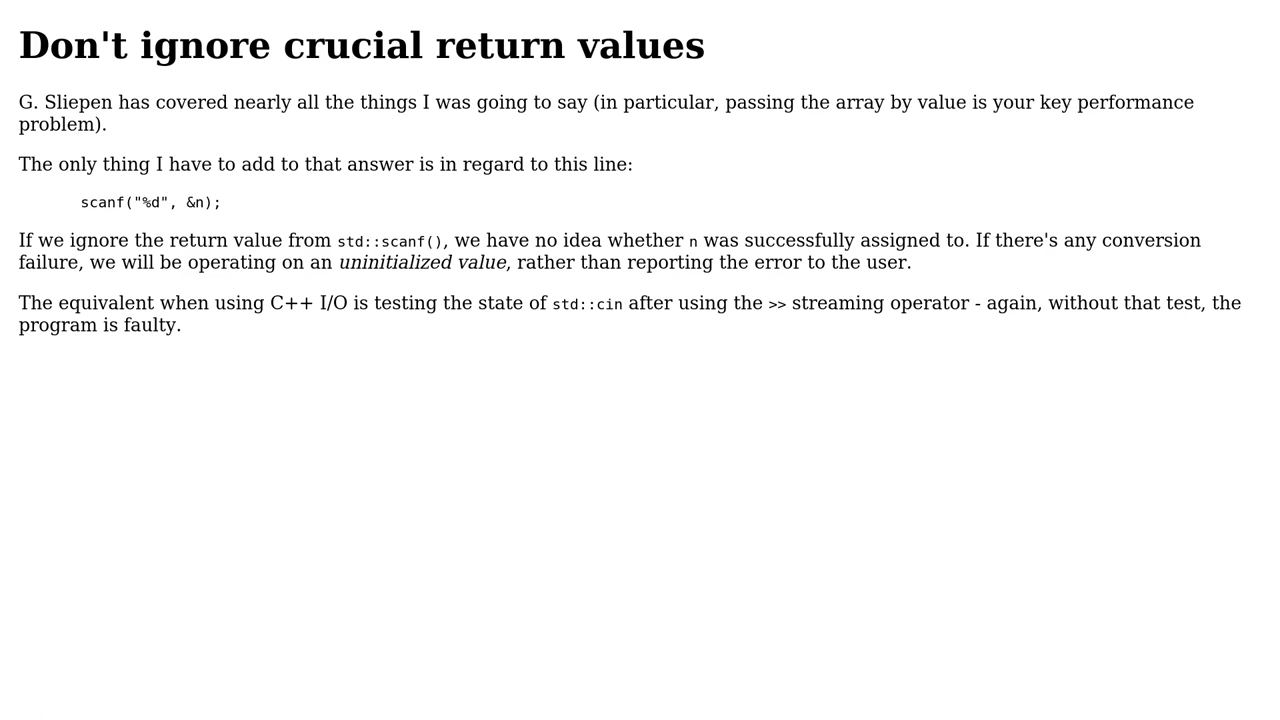 Don't ignore crucial return values
G. Sliepen has covered nearly all the things I was going to say (in particular, passing the array by value is your key performance
problem).
The only thing I have to add to that answer is in regard to this line:
scanf("%d", &n);
If we ignore the return value from std::scanf(), we have no idea whether n was successfully assigned to. If there's any conversion
failure, we will be operating on an uninitialized value, rather than reporting the error to the user.
The equivalent when using C++ I/O is testing the state of std::cin after using the >> streaming operator - again, without that test, the
program is faulty.